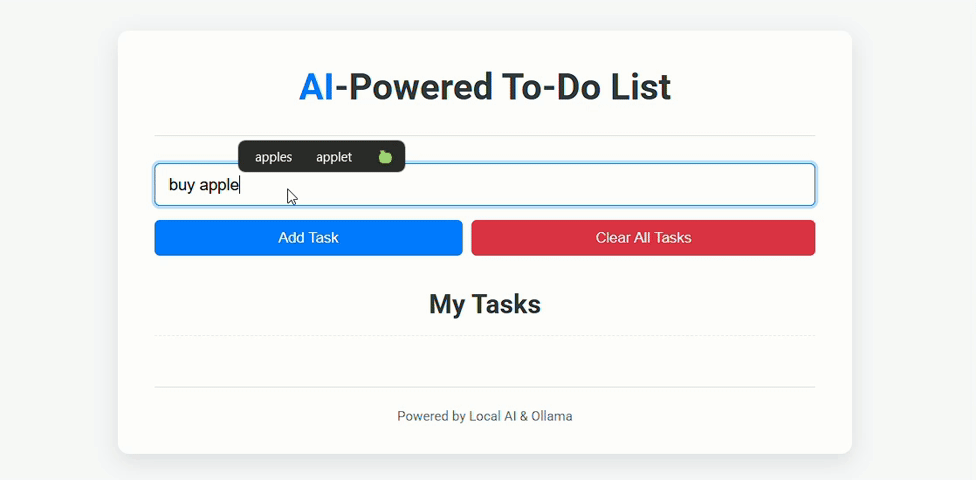 AI-Powered To-Do List
apples applet
buy apple
Add Task Clear All Tasks
My Tasks
Powered by Local AI & Ollama